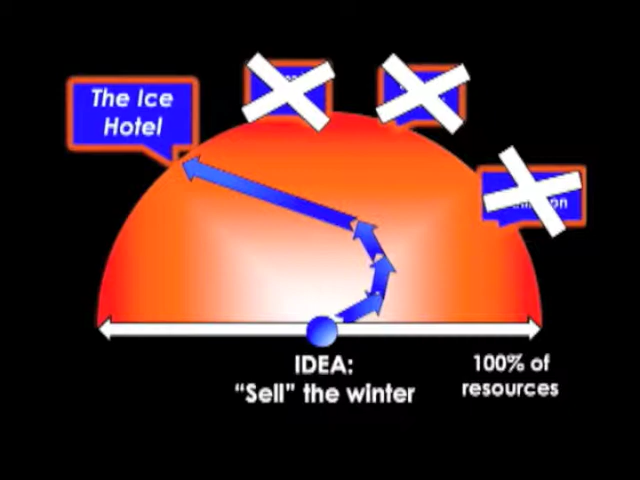 The Ice
Hotel
IDEA:
“Sell” the winter
100% of
resources